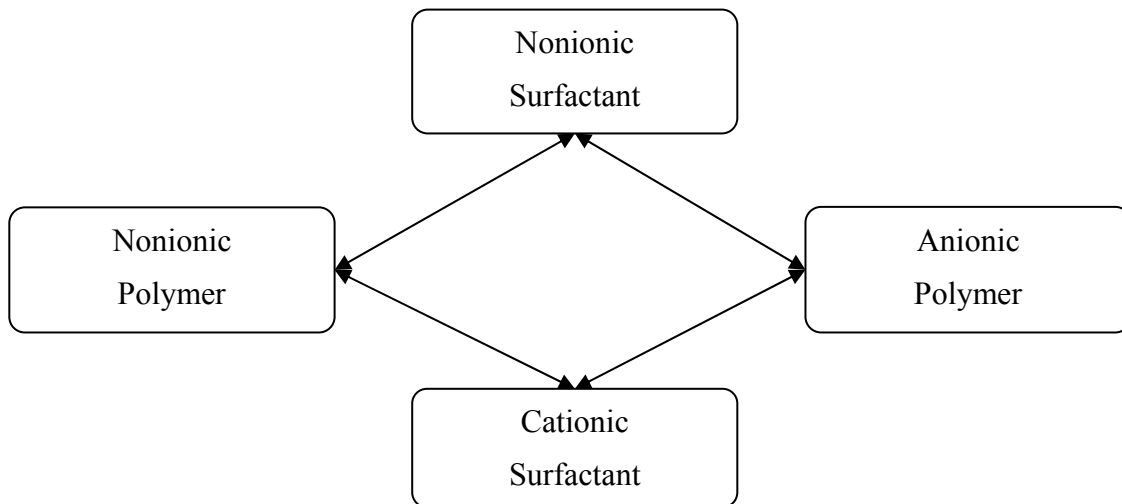 Nonionic
Surfactant
Nonionic
Polymer
Anionic
Polymer
Cationic
Surfactant